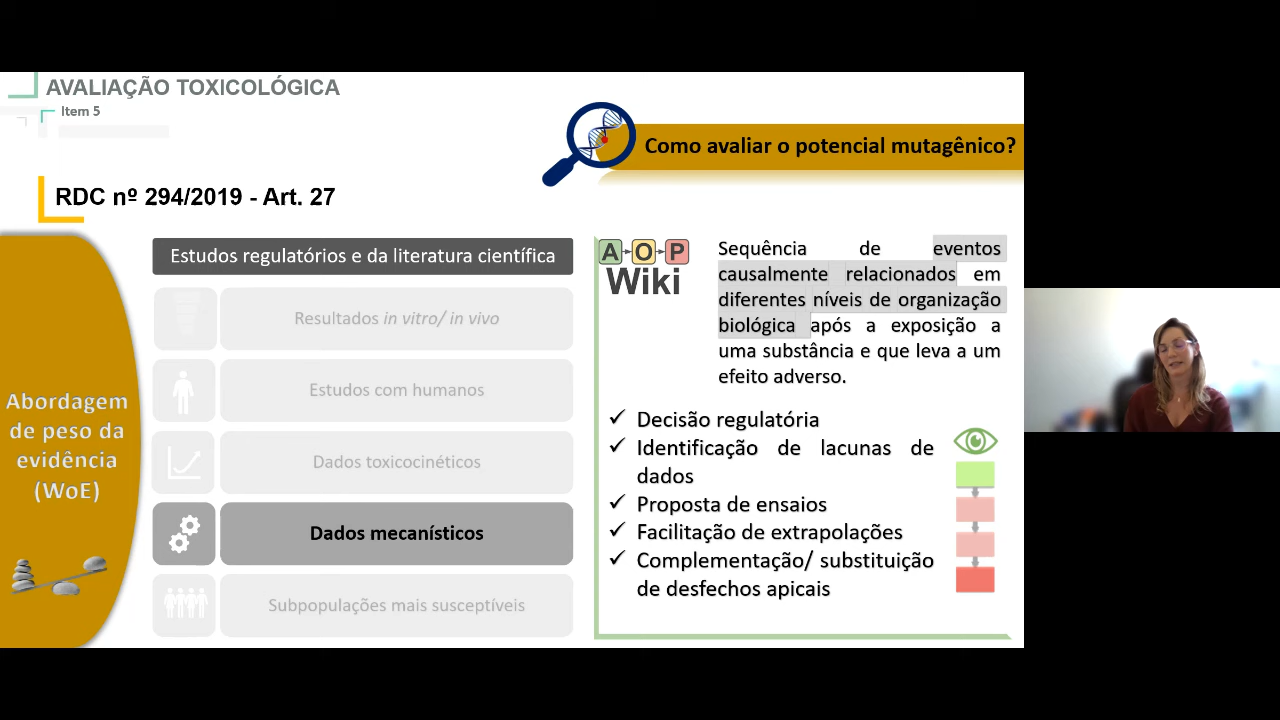 AVALIAÇÃO TOXICOLÓGICA
Item 5
Como avaliar o potencial mutagênico?
RDC nº 294/2019 - Art. 27
Abordagem
de peso da
evidência
(WoE)
Estudos regulatórios e da literatura científica
Resultados in vitro/ in vivo
Estudos com humanos
Dados toxicocinéticos
Dados mecanísticos
Subpopulações mais susceptíveis
A O P
Wiki
Sequência de eventos
causalmente relacionados em
diferentes níveis de organização
biológica após a exposição a
uma substância e que leva a um
efeito adverso.
✓ Decisão regulatória
✓ Identificação de lacunas de
dados
✓ Proposta de ensaios
✓ Facilitação de extrapolações
✓ Complementação/ substituição
de desfechos apicais